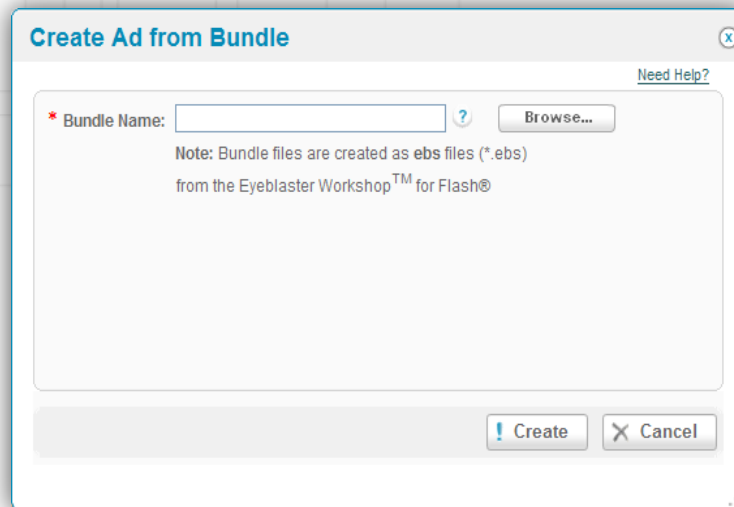 Create Ad from Bundle
x
Need Help?
* Bundle Name: ? Browse...
Note: Bundle files are created as ebs files (*.ebs)
from the Eyeblaster Workshop™ for Flash®
! Create X Cancel